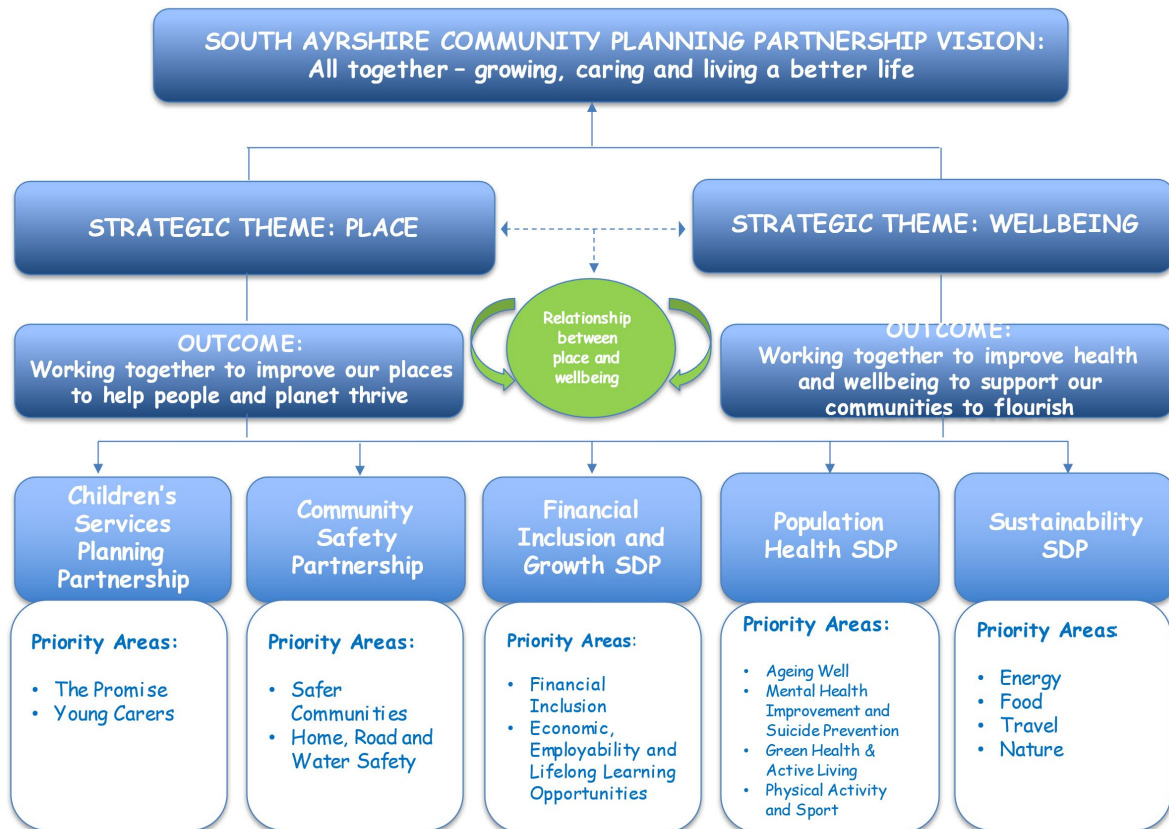 SOUTH AYRSHIRE COMMUNITY PLANNING PARTNERSHIP VISION:
All together – growing, caring and living a better life
STRATEGIC THEME: PLACE
STRATEGIC THEME: WELLBEING
Relationship
between
place and
wellbeing
OUTCOME:
Working together to improve our places
to help people and planet thrive
OUTCOME:
Working together to improve health
and wellbeing to support our
communities to flourish
Children's
Services
Planning
Partnership
Community
Safety
Partnership
Financial
Inclusion and
Growth SDP
Population
Health SDP
Sustainability
SDP
Priority Areas:
• The Promise
• Young Carers
Priority Areas:
• Safer
Communities
• Home, Road and
Water Safety
Priority Areas:
• Financial
Inclusion
• Economic,
Employability and
Lifelong Learning
Opportunities
Priority Areas:
• Ageing Well
• Mental Health
Improvement and
Suicide Prevention
• Green Health &
Active Living
• Physical Activity
and Sport
Priority Areas:
• Energy
• Food
• Travel
• Nature